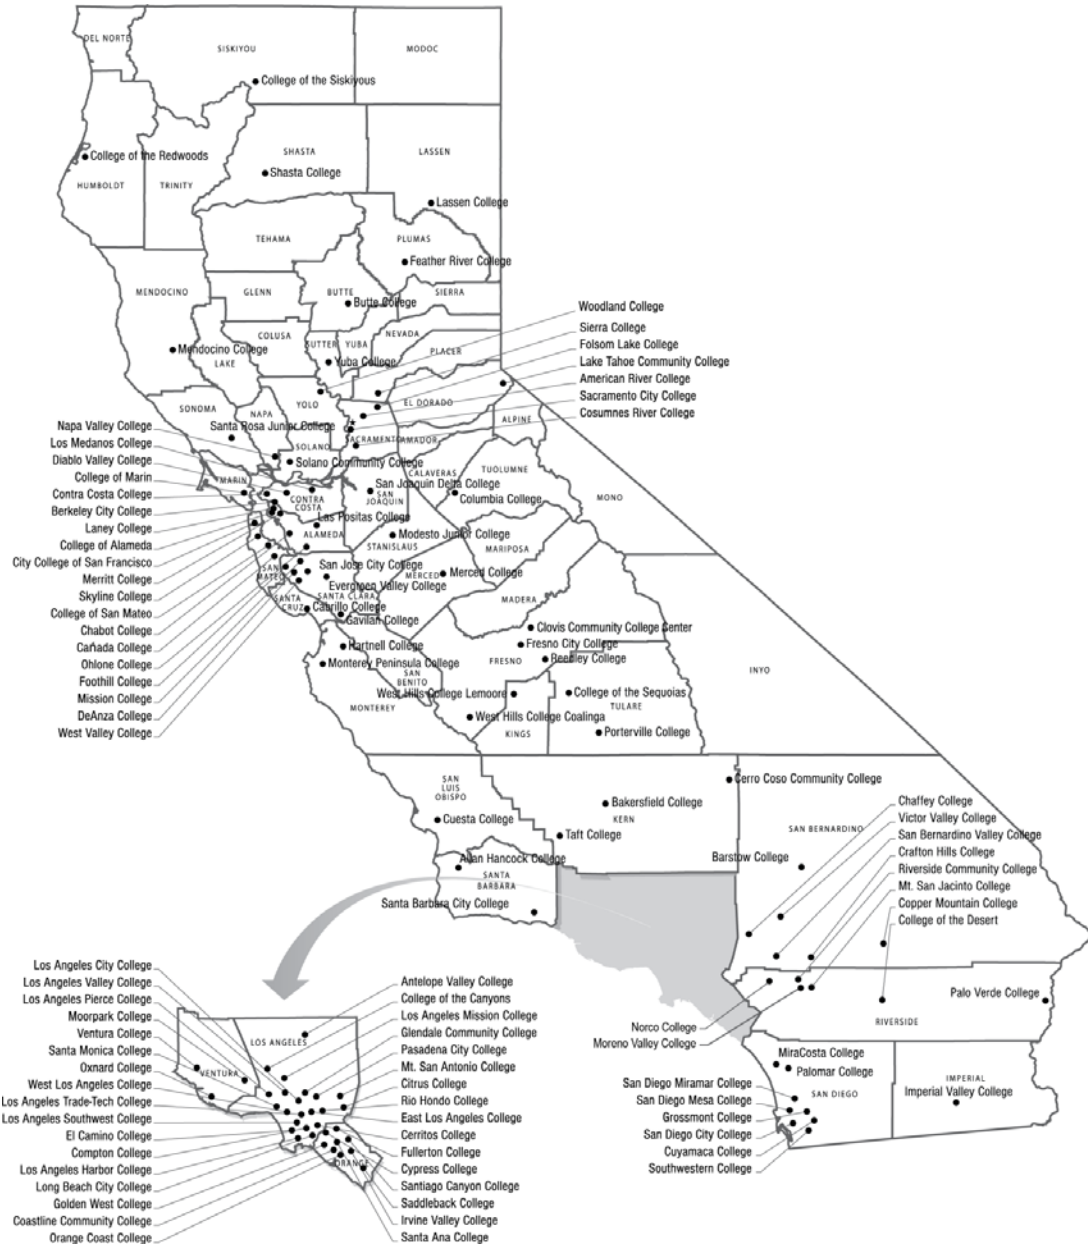 DEL NORTE
SISKIYOU
MODOC
College of the Siskiyous
College of the Redwoods
SHASTA
LASSEN
Shasta College
HUMBOLDT
TRINITY
Lassen College
TEHAMA
PLUMAS
Feather River College
MENDOCINO
GLENN
BUTTE
SIERRA
Butte College
COLUSA
SUTTER
YUBA
NEVADA
PLACER
Mendocino College
LAKE
Yuba College
Woodland College
Sierra College
Folsom Lake College
Lake Tahoe Community College
American River College
Sacramento City College
Cosumnes River College
SONOMA
NAPA
YOLO
EL DORADO
ALPINE
Santa Rosa Junior College
SACRAMENTO
AMADOR
SOLANO
Solano Community College
MARIN
CALAVERAS
TUOLUMNE
MONO
San Joaquin Delta College
SAN
JOAQUIN
Columbia College
CONTRA
COSTA
Las Positas College
ALAMEDA
Modesto Junior College
STANISLAUS
MARIPOSA
Napa Valley College
Los Medanos College
Diablo Valley College
College of Marin
Contra Costa College
Berkeley City College
Laney College
College of Alameda
City College of San Francisco
Merritt College
Skyline College
College of San Mateo
Chabot College
Cañada College
Ohlone College
Foothill College
Mission College
DeAnza College
West Valley College
SAN
MATEO
San Jose City College
MERCED
Merced College
Evergreen Valley College
SANTA
CRUZ
SANTA CLARA
Cabrillo College
Gavilan College
MADERA
Clovis Community College Center
Hartnell College
Fresno City College
Monterey Peninsula College
FRESNO
Reedley College
SAN
BENITO
INYO
West Hills College Lemoore
College of the Sequoias
MONTEREY
TULARE
West Hills College Coalinga
KINGS
Porterville College
SAN
LUIS
OBISPO
Cerro Coso Community College
Bakersfield College
KERN
Cuesta College
Taft College
SAN BERNARDINO
Barstow College
Allan Hancock College
SANTA
BARBARA
Santa Barbara City College
Chaffey College
Victor Valley College
San Bernardino Valley College
Crafton Hills College
Riverside Community College
Mt. San Jacinto College
Copper Mountain College
College of the Desert
Palo Verde College
RIVERSIDE
Norco College
Moreno Valley College
MiraCosta College
Palomar College
SAN DIEGO
IMPERIAL
Imperial Valley College
San Diego Miramar College
San Diego Mesa College
Grossmont College
San Diego City College
Cuyamaca College
Southwestern College
Los Angeles City College
Los Angeles Valley College
Los Angeles Pierce College
Moorpark College
Ventura College
Santa Monica College
Oxnard College
West Los Angeles College
Los Angeles Trade-Tech College
Los Angeles Southwest College
El Camino College
Compton College
Los Angeles Harbor College
Long Beach City College
Golden West College
Coastline Community College
Orange Coast College
LOS ANGELES
VENTURA
ORANGE
Antelope Valley College
College of the Canyons
Los Angeles Mission College
Glendale Community College
Pasadena City College
Mt. San Antonio College
Citrus College
Rio Hondo College
East Los Angeles College
Cerritos College
Fullerton College
Cypress College
Santiago Canyon College
Saddleback College
Irvine Valley College
Santa Ana College